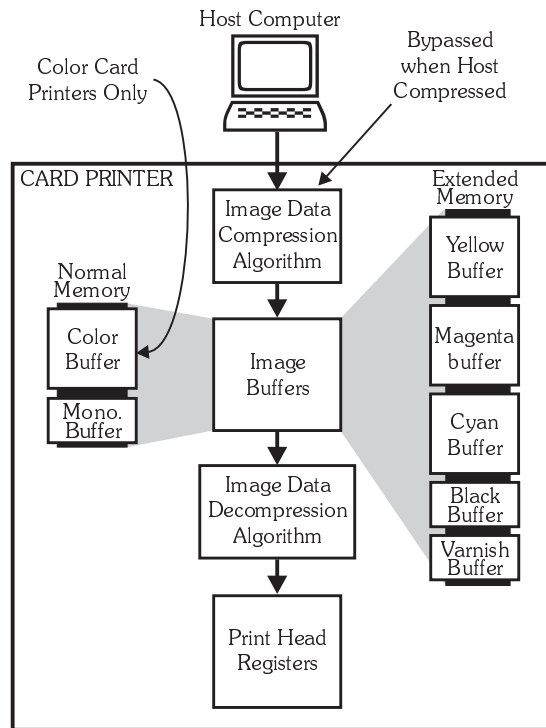 Host Computer
Color Card
Printers Only
Bypassed
when Host
Compressed
CARD PRINTER
Image Data
Compression
Algorithm
Extended
Memory
Yellow
Buffer
Normal
Memory
Color
Buffer
Mono.
Buffer
Image
Buffers
Magenta
buffer
Cyan
Buffer
Black
Buffer
Varnish
Buffer
Image Data
Decompression
Algorithm
Print Head
Registers